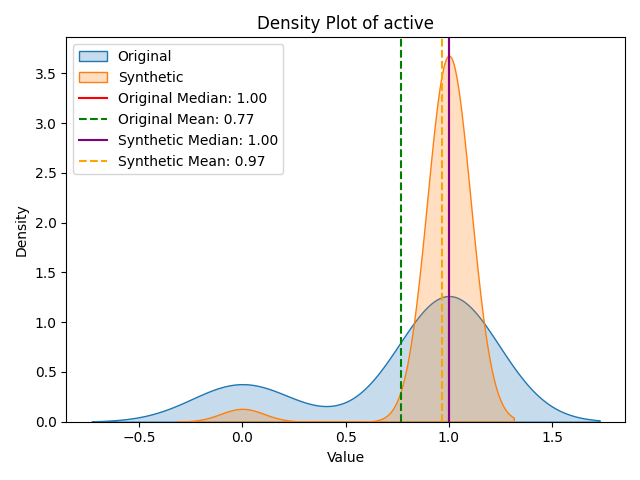 Density Plot of active
Original
Synthetic
Original Median: 1.00
Original Mean: 0.77
Synthetic Median: 1.00
Synthetic Mean: 0.97
Density
3.5
3.0
2.5
2.0
1.5
1.0
0.5
0.0
−0.5
0.0
0.5
1.0
1.5
Value